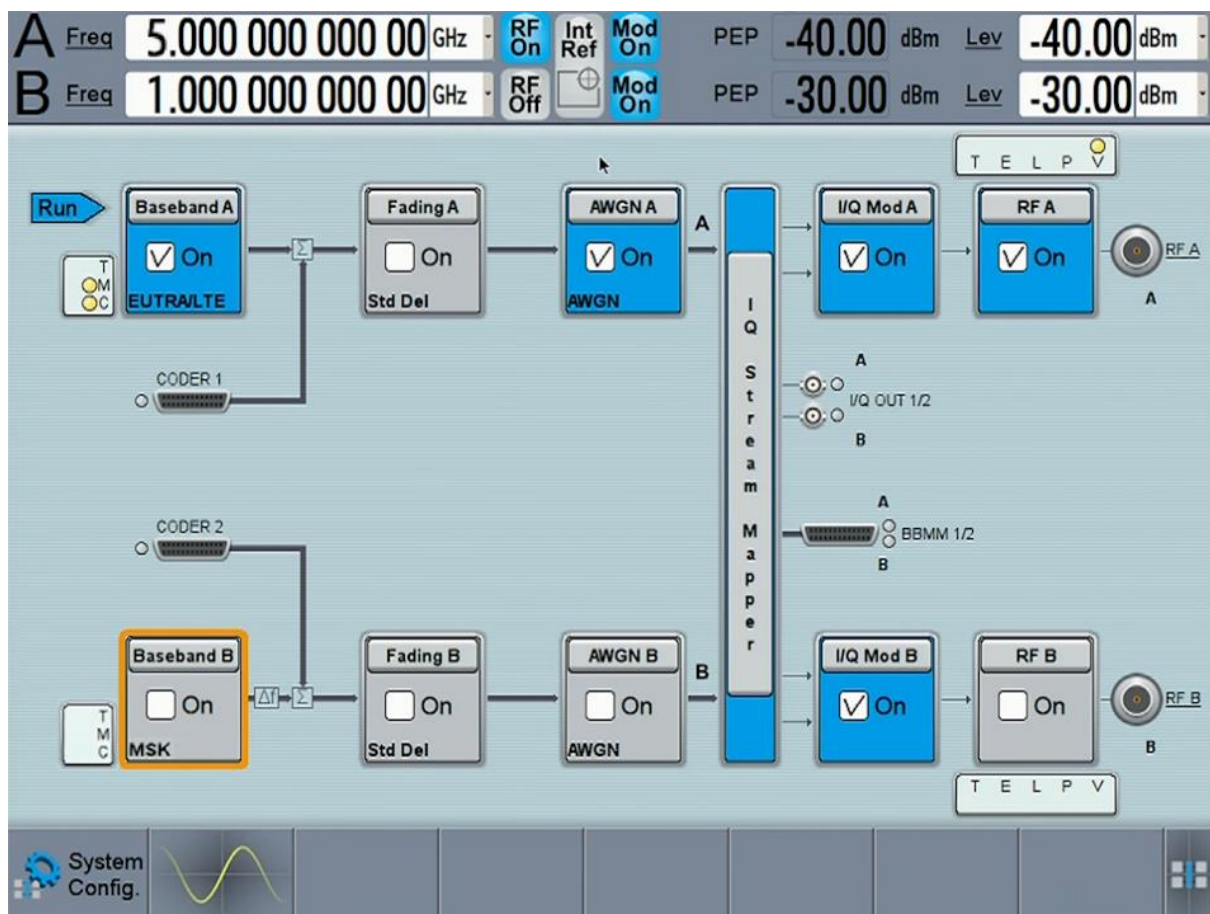 A Freq 5.000 000 000 00 GHz RF On Int Ref Mod On PEP -40.00 dBm Lev -40.00 dBm
B Freq 1.000 000 000 00 GHz RF Off Mod On PEP -30.00 dBm Lev -30.00 dBm
T E L P V
Run
Baseband A
On
EUTRA/LTE
T
M
C
Σ
Fading A
On
Std Del
AWGN A
On
AWGN
A
I/Q Mod A
On
RF A
On
RF A
A
CODER 1
IQ Stream Mapper
A
I/Q OUT 1/2
B
CODER 2
A
BBMM 1/2
B
Baseband B
On
MSK
T
M
C
Δf
Σ
Fading B
On
Std Del
AWGN B
On
AWGN
B
I/Q Mod B
On
RF B
On
RF B
B
T E L P V
System
Config.